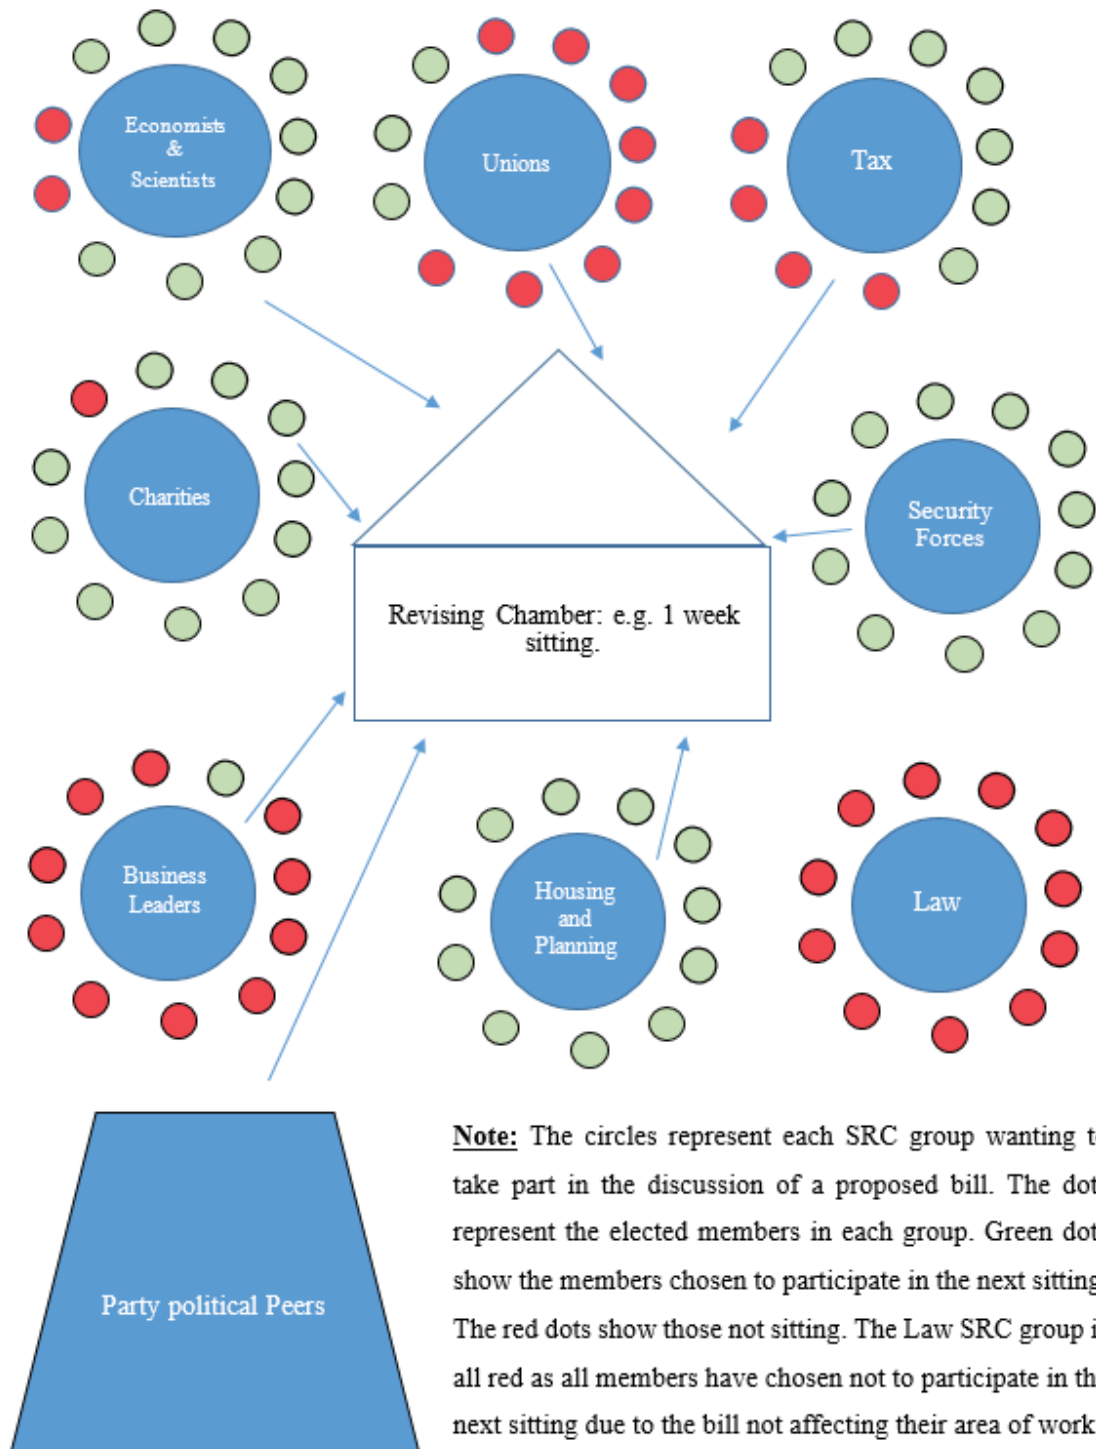 Economists
&
Scientists
Unions
Tax
Charities
Security
Forces
Revising Chamber: e.g. 1 week
sitting.
Business
Leaders
Housing
and
Planning
Law
Party political Peers
Note: The circles represent each SRC group wanting t
take part in the discussion of a proposed bill. The dot
represent the elected members in each group. Green dot
show the members chosen to participate in the next sitting
The red dots show those not sitting. The Law SRC group i
all red as all members have chosen not to participate in th
next sitting due to the bill not affecting their area of work